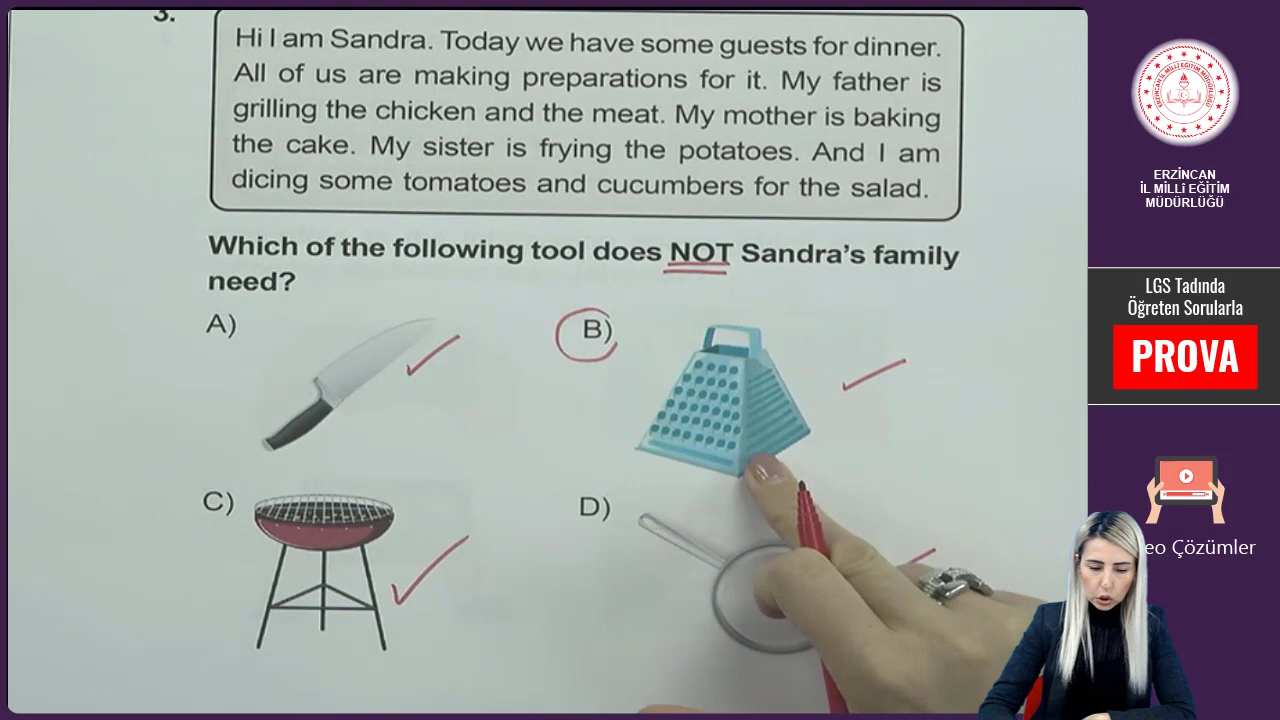 3.
Hi I am Sandra. Today we have some guests for dinner.
All of us are making preparations for it. My father is
grilling the chicken and the meat. My mother is baking
the cake. My sister is frying the potatoes. And I am
dicing some tomatoes and cucumbers for the salad.
Which of the following tool does NOT Sandra's family
need?
A)
B)
C)
D)
ERZİNCAN
İL MİLLÎ EĞİTİM
MÜDÜRLÜĞÜ
LGS Tadında
Öğreten Sorularla
PROVA
eo Çözümler